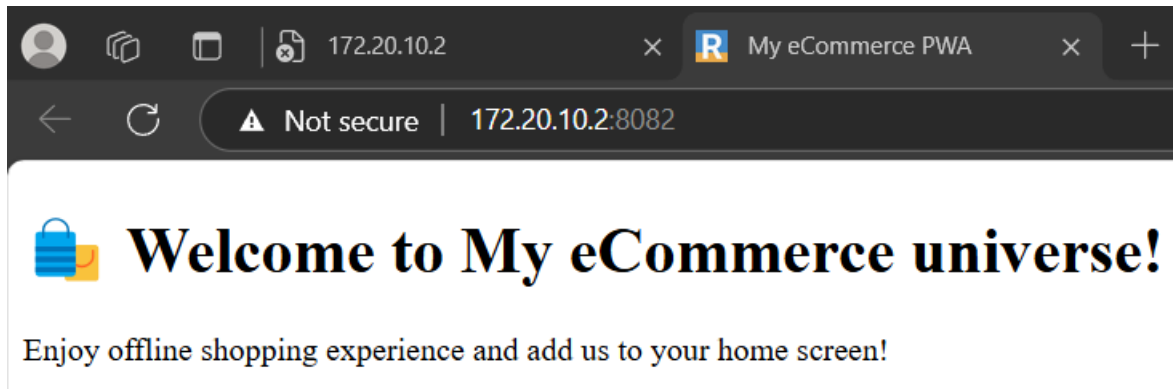 172.20.10.2
R My eCommerce PWA
Not secure | 172.20.10.2:8082
Welcome to My eCommerce universe!
Enjoy offline shopping experience and add us to your home screen!